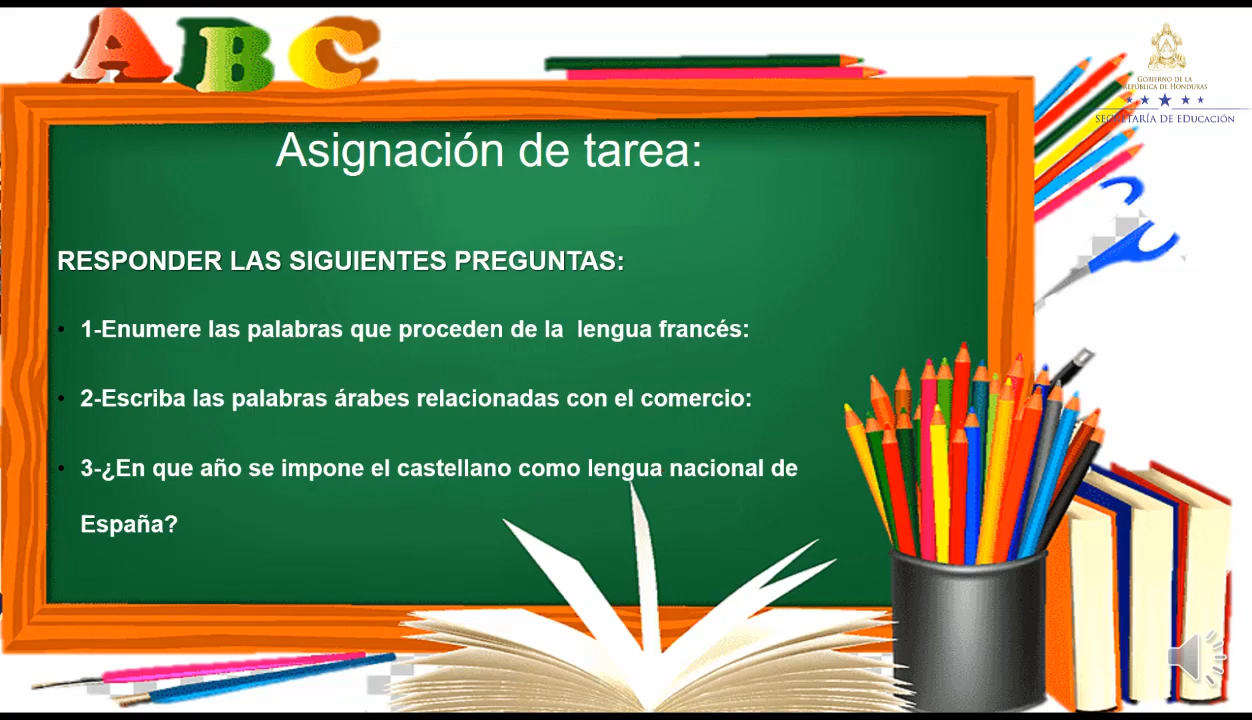 A B C
GOBIERNO DE LA
REPÚBLICA DE HONDURAS
SECRETARÍA DE EDUCACIÓN
Asignación de tarea:
RESPONDER LAS SIGUIENTES PREGUNTAS:
• 1-Enumere las palabras que proceden de la  lengua francés:
• 2-Escriba las palabras árabes relacionadas con el comercio:
• 3-¿En que año se impone el castellano como lengua nacional de
España?